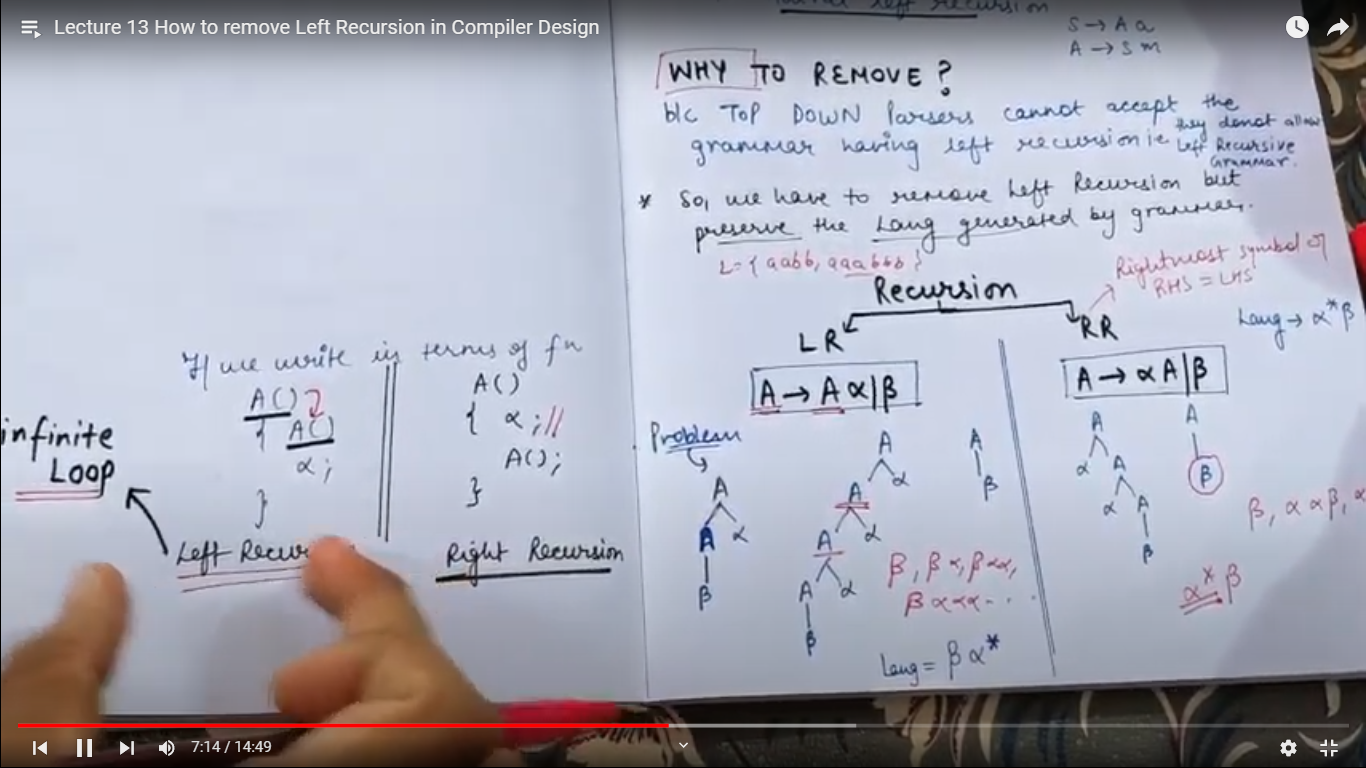 Lecture 13 How to remove Left Recursion in Compiler Design
left recursion
S → A a
A → S m
WHY TO REMOVE?
b/c TOP DOWN Parsers cannot accept the
grammar having left recursion ie they donot allow
Left Recursive
Grammar.
* So, we have to remove Left Recursion but
preserve the Lang generated by grammar.
L = { aabb, aaabbb }
Recursion
Rightmost symbol of
RHS = LHS
LR
RR
Lang → α*β
A → A α | β
A → α A | β
Problem
A
A α
β
A
A α
A α
A α
β
A
β
β, βα, βαα,
βααα- . . .
Lang = βα*
A
α A
α A
β
A
β
β, ααβ, α
α*β
If we write in terms of fn
A()
{ A()
α;
}
Left Recur
infinite
LOOP
A()
{ α ; //
A();
}
Right Recursion
7:14 / 14:49